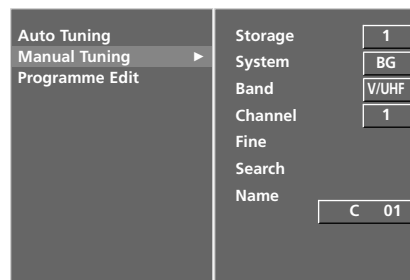 Auto Tuning
Manual Tuning ►
Programme Edit
Storage 1
System BG
Band V/UHF
Channel 1
Fine
Search
Name
C 01